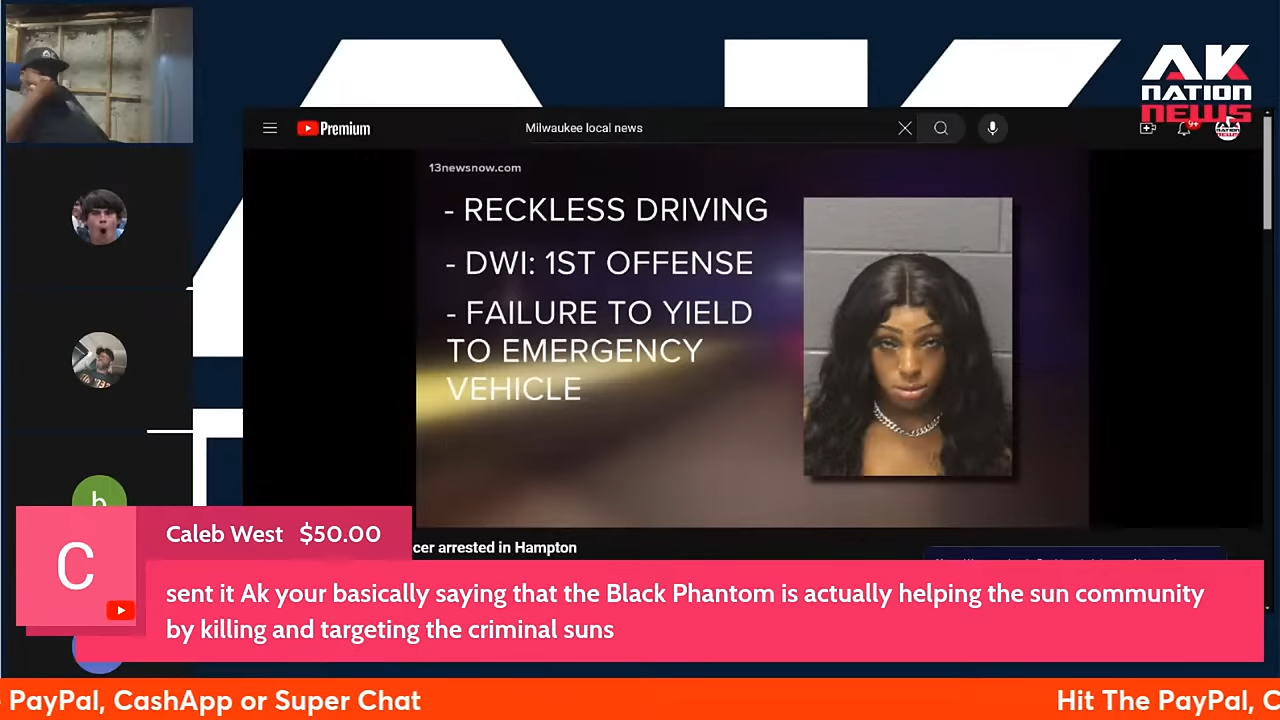 AK
NATION
NEWS
Premium
Milwaukee local news
9+
13newsnow.com
- RECKLESS DRIVING
- DWI: 1ST OFFENSE
- FAILURE TO YIELD
TO EMERGENCY
VEHICLE
b
C
Caleb West $50.00
cer arrested in Hampton
sent it Ak your basically saying that the Black Phantom is actually helping the sun community
by killing and targeting the criminal suns
PayPal, CashApp or Super Chat
Hit The PayPal, C